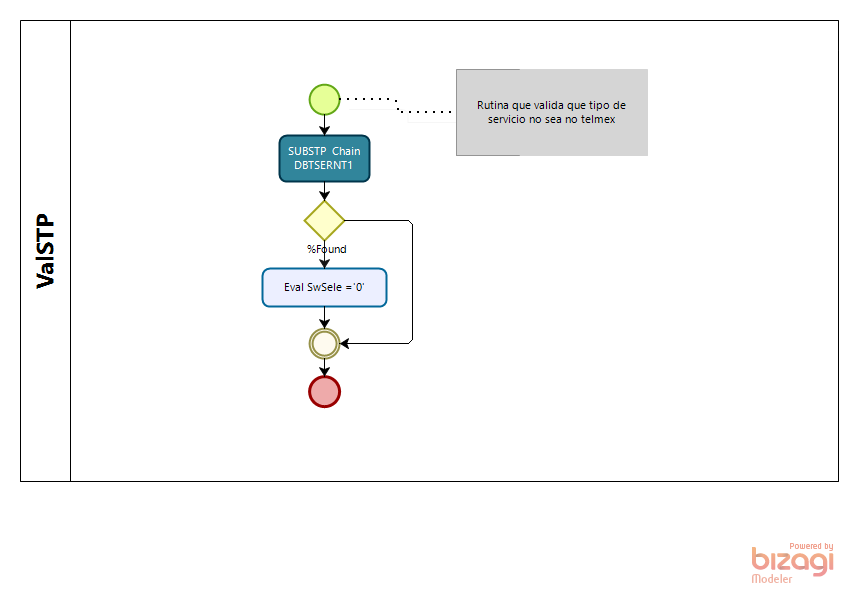 ValSTP
Rutina que valida que tipo de
servicio no sea no telmex
SUBSTP Chain
DBTSERNT1
%Found
Eval SwSele ='0'
Powered by
bizagi
Modeler